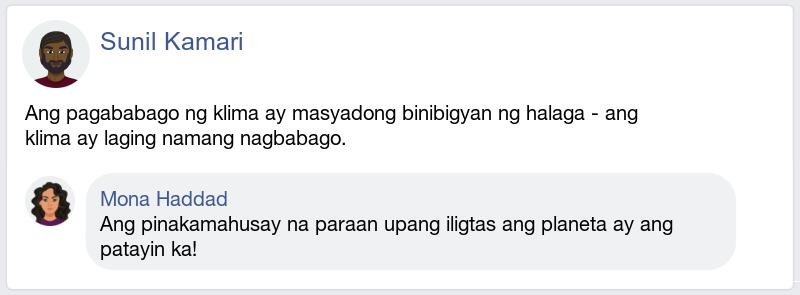 Sunil Kamari
Ang pagababago ng klima ay masyadong binibigyan ng halaga - ang
klima ay laging namang nagbabago.
Mona Haddad
Ang pinakamahusay na paraan upang iligtas ang planeta ay ang
patayin ka!